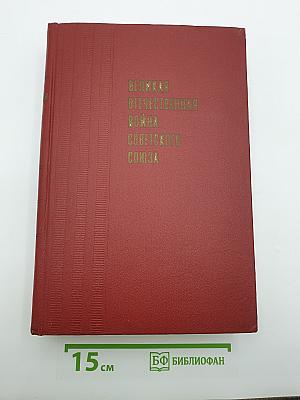 ВЕЛИКАЯ
ОТЕЧЕСТВЕННАЯ
ВОЙНА
СОВЕТСКОГО
СОЮЗА
15 см
БФ БИБЛИОФАН